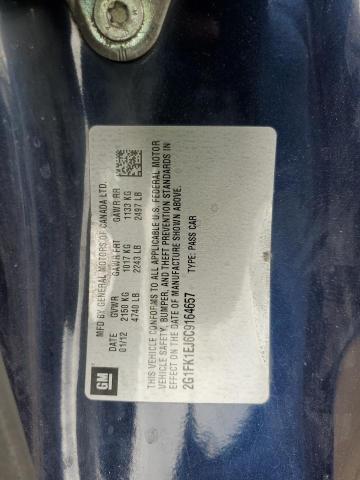 MFD BY GENERAL MOTORS OF CANADA LTD.
DATE GVWR GAWR FRT GAWR RR
01/12 2150 KG 1017 KG 1133 KG
4740 LB 2243 LB 2497 LB
THIS VEHICLE CONFORMS TO ALL APPLICABLE U.S. FEDERAL MOTOR
VEHICLE SAFETY, BUMPER, AND THEFT PREVENTION STANDARDS IN
EFFECT ON THE DATE OF MANUFACTURE SHOWN ABOVE.
2G1FK1EJ6C9164657 TYPE: PASS CAR
GM